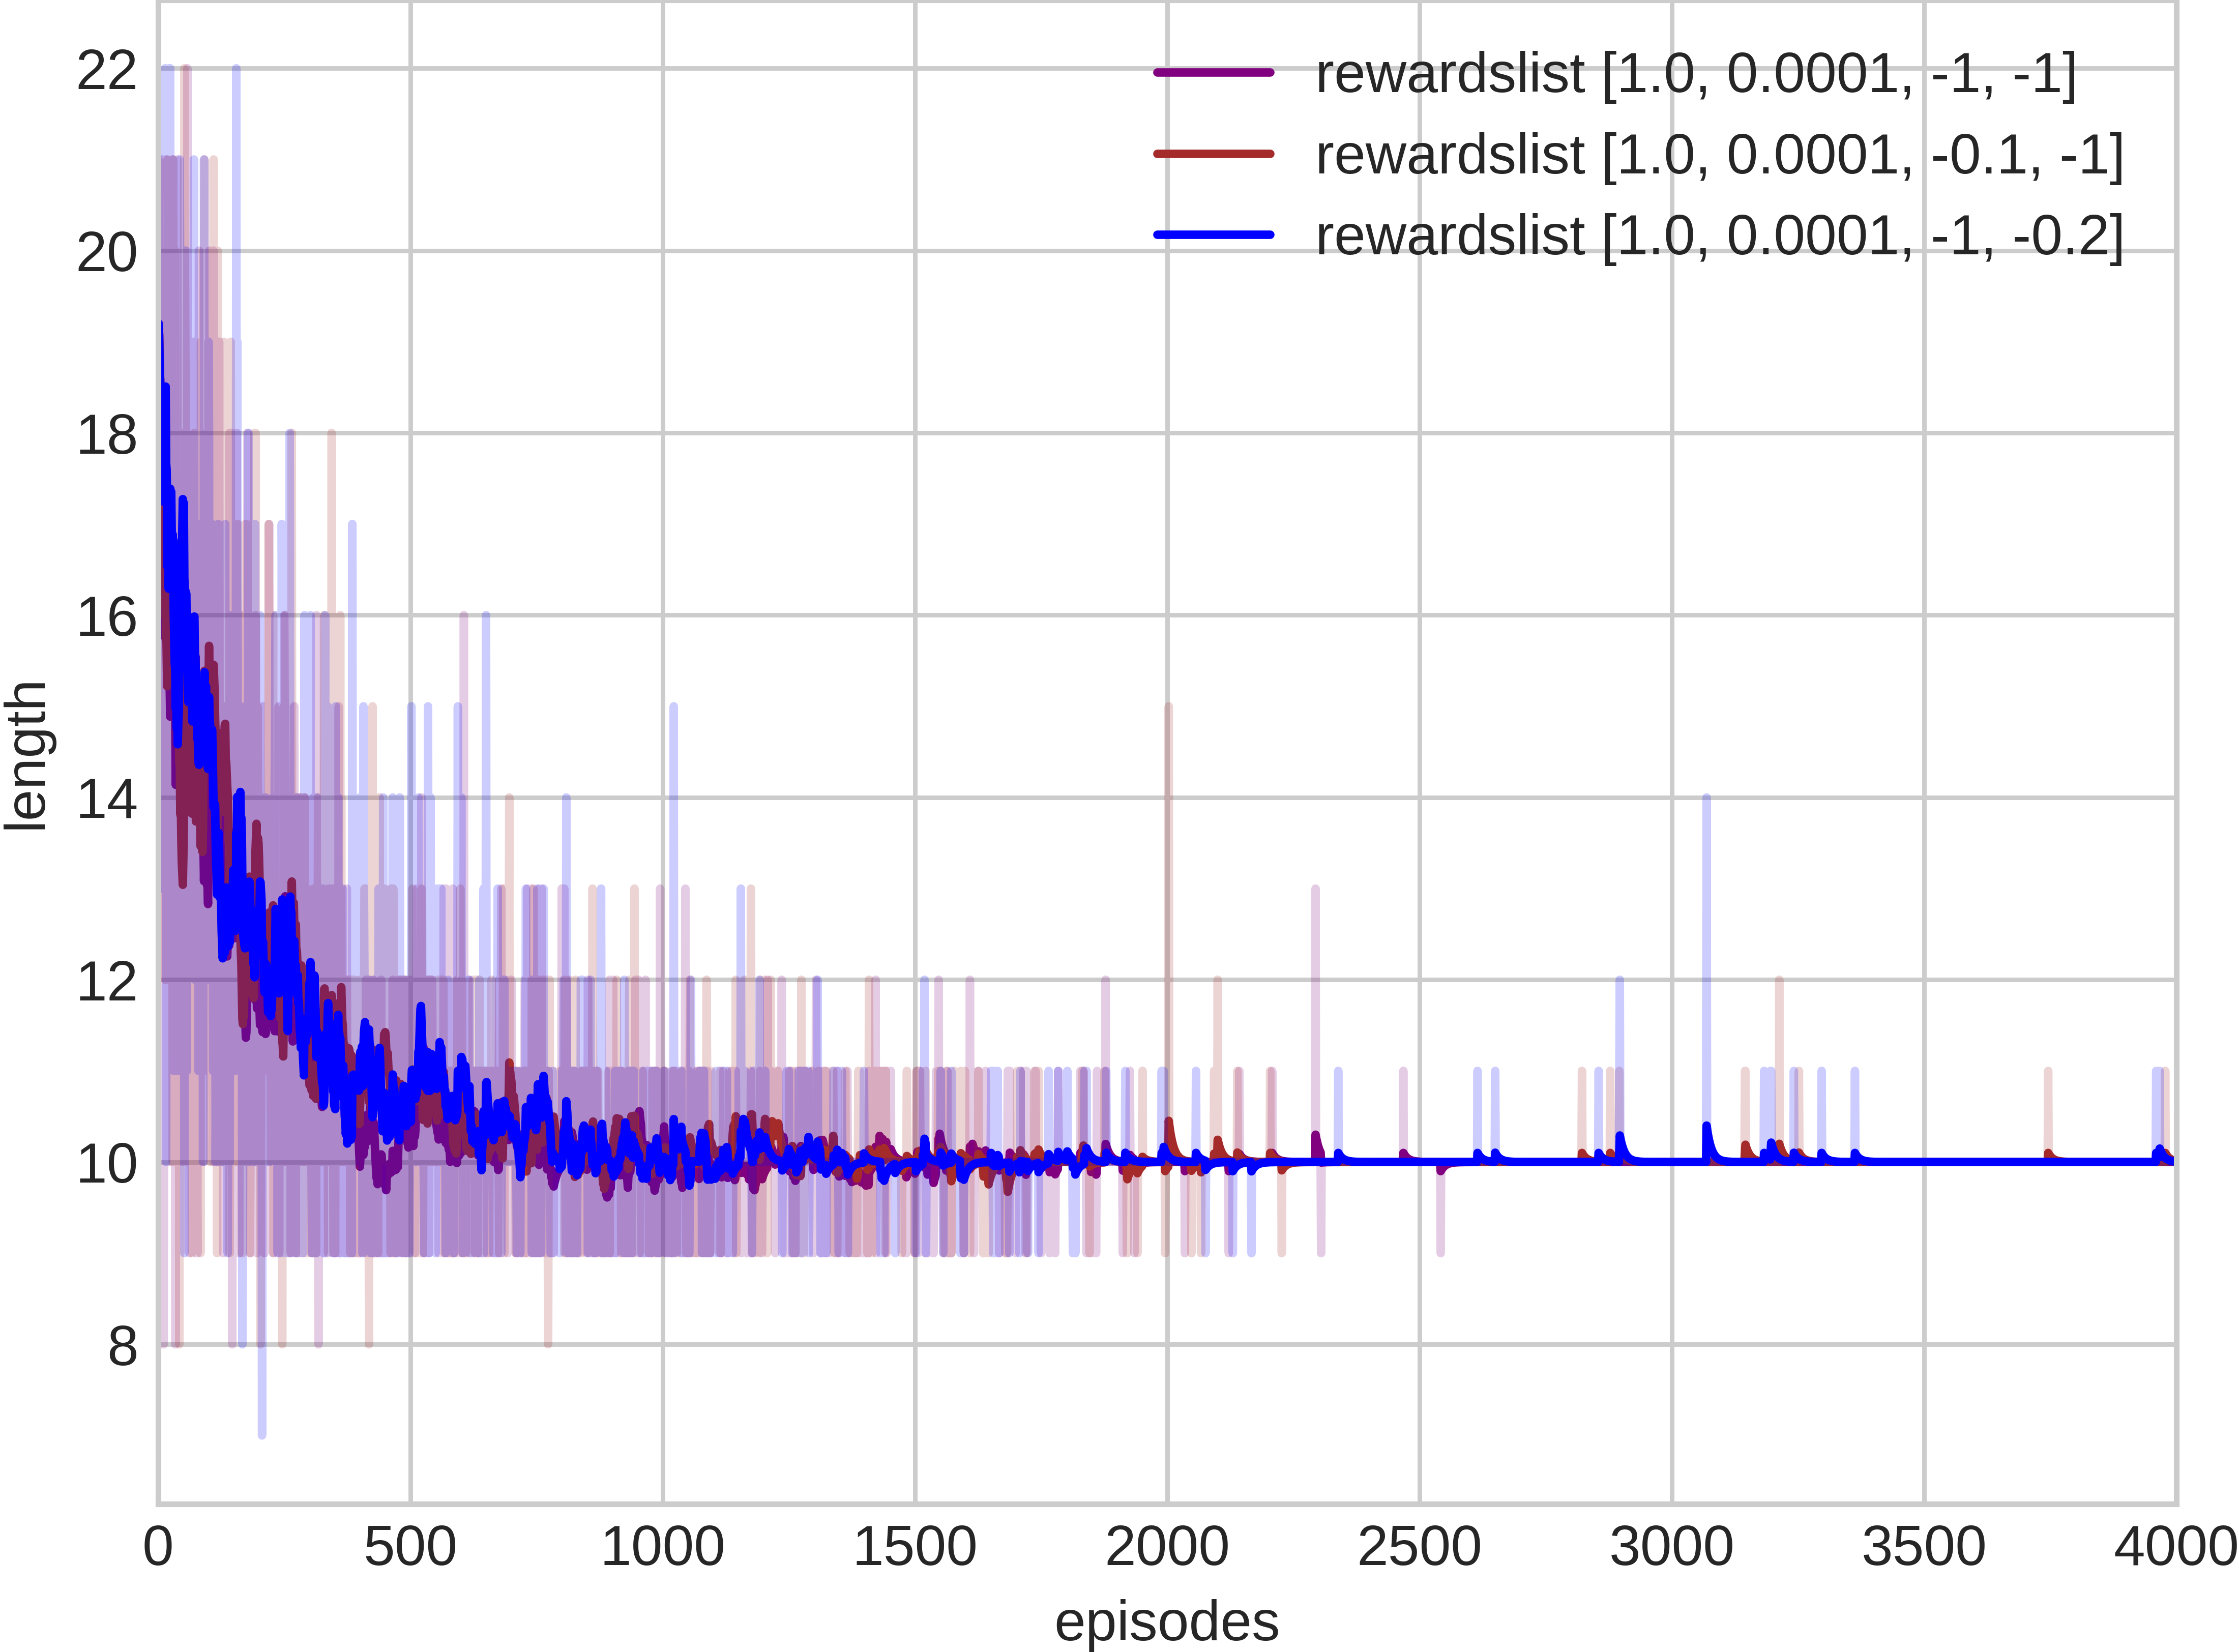 rewardslist [1.0, 0.0001, -1, -1]
rewardslist [1.0, 0.0001, -0.1, -1]
rewardslist [1.0, 0.0001, -1, -0.2]
22
20
18
16
14
12
10
8
length
0 500 1000 1500 2000 2500 3000 3500 4000
episodes